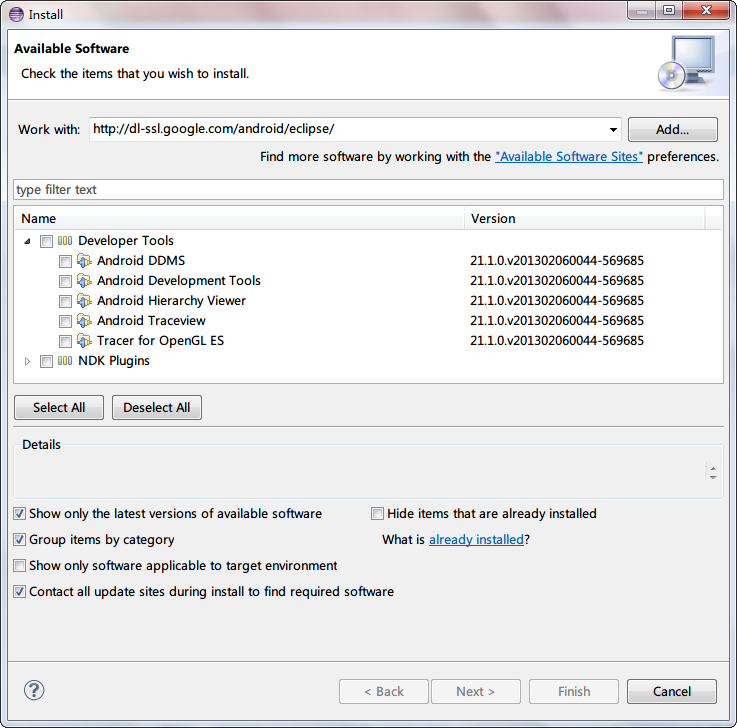 Install
Available Software
Check the items that you wish to install.
Work with: http://dl-ssl.google.com/android/eclipse/ Add...
Find more software by working with the "Available Software Sites" preferences.
type filter text
Name Version
Developer Tools
Android DDMS 21.1.0.v201302060044-569685
Android Development Tools 21.1.0.v201302060044-569685
Android Hierarchy Viewer 21.1.0.v201302060044-569685
Android Traceview 21.1.0.v201302060044-569685
Tracer for OpenGL ES 21.1.0.v201302060044-569685
NDK Plugins
Select All Deselect All
Details
Show only the latest versions of available software Hide items that are already installed
Group items by category What is already installed?
Show only software applicable to target environment
Contact all update sites during install to find required software
? < Back Next > Finish Cancel